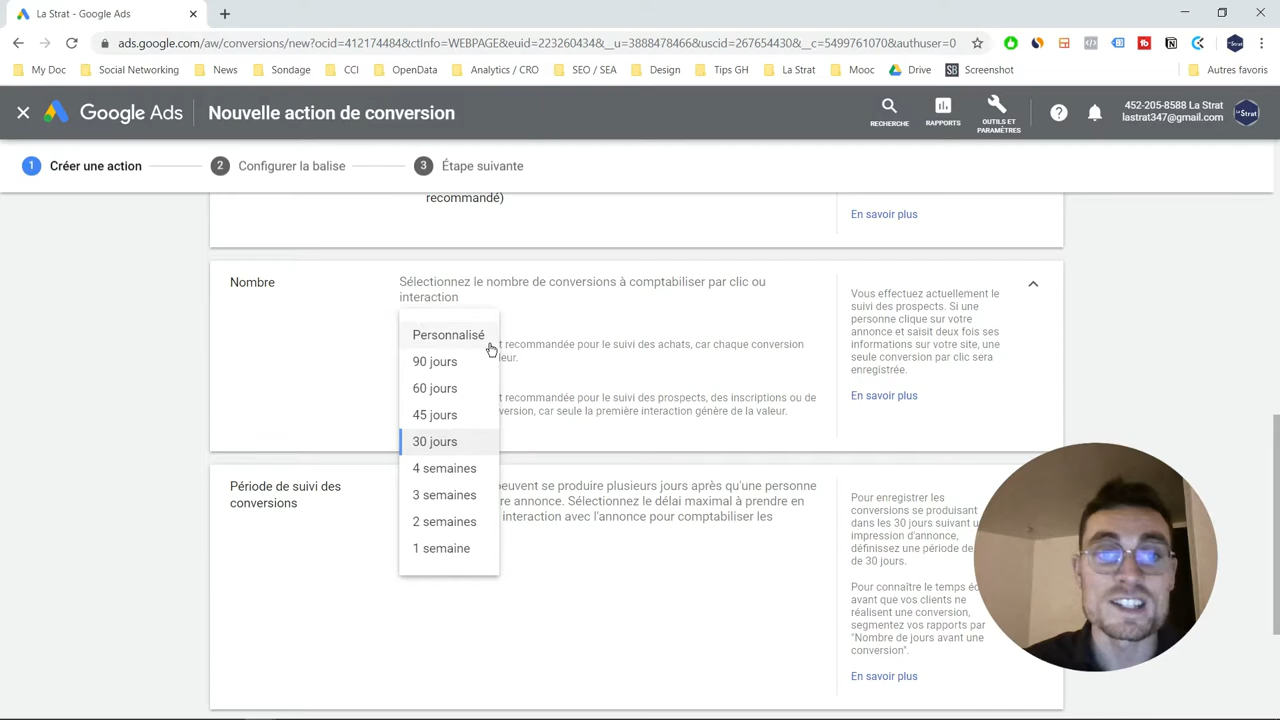 La Strat - Google Ads
ads.google.com/aw/conversions/new?ocid=412174484&rtInfo=WEBPAGE&euid=223260434&__u=3888478466&uscid=267654430&__c=5499761070&authuser=0
My Doc
Social Networking
News
Sondage
CCI
OpenData
Analytics / CRO
SEO / SEA
Design
Tips GH
La Strat
Mooc
Drive
SB
Screenshot
Autres favoris
Google Ads
Nouvelle action de conversion
RECHERCHE
RAPPORTS
OUTILS ET
PARAMÈTRES
452-205-8588 La Strat
lastrat347@gmail.com
1 Créer une action
2 Configurer la balise
3 Étape suivante
recommandé)
En savoir plus
Nombre
Sélectionnez le nombre de conversions à comptabiliser par clic ou
interaction
t recommandée pour le suivi des achats, car chaque conversion
leur.
t recommandée pour le suivi des prospects, des inscriptions ou de
version, car seule la première interaction génère de la valeur.
Vous effectuez actuellement le
suivi des prospects. Si une
personne clique sur votre
annonce et saisit deux fois ses
informations sur votre site, une
seule conversion par clic sera
enregistrée.
En savoir plus
Personnalisé
90 jours
60 jours
45 jours
30 jours
4 semaines
3 semaines
2 semaines
1 semaine
Période de suivi des
conversions
peuvent se produire plusieurs jours après qu'une personne
re annonce. Sélectionnez le délai maximal à prendre en
interaction avec l'annonce pour comptabiliser les
Pour enregistrer les
conversions se produisant
dans les 30 jours suivant u
impression d'annonce,
définissez une période de
de 30 jours.
Pour connaître le temps éc
avant que vos clients ne
réalisent une conversion,
segmentez vos rapports par
"Nombre de jours avant une
conversion".
En savoir plus